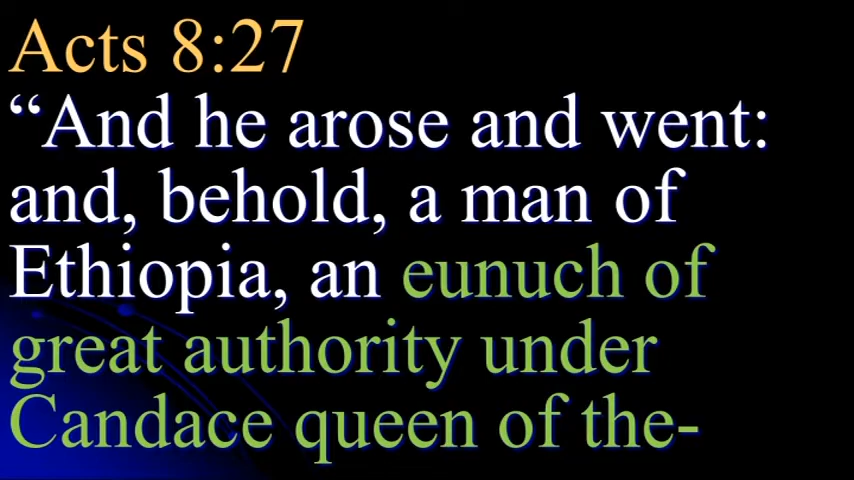 Acts 8:27
“And he arose and went:
and, behold, a man of
Ethiopia, an eunuch of
great authority under
Candace queen of the-